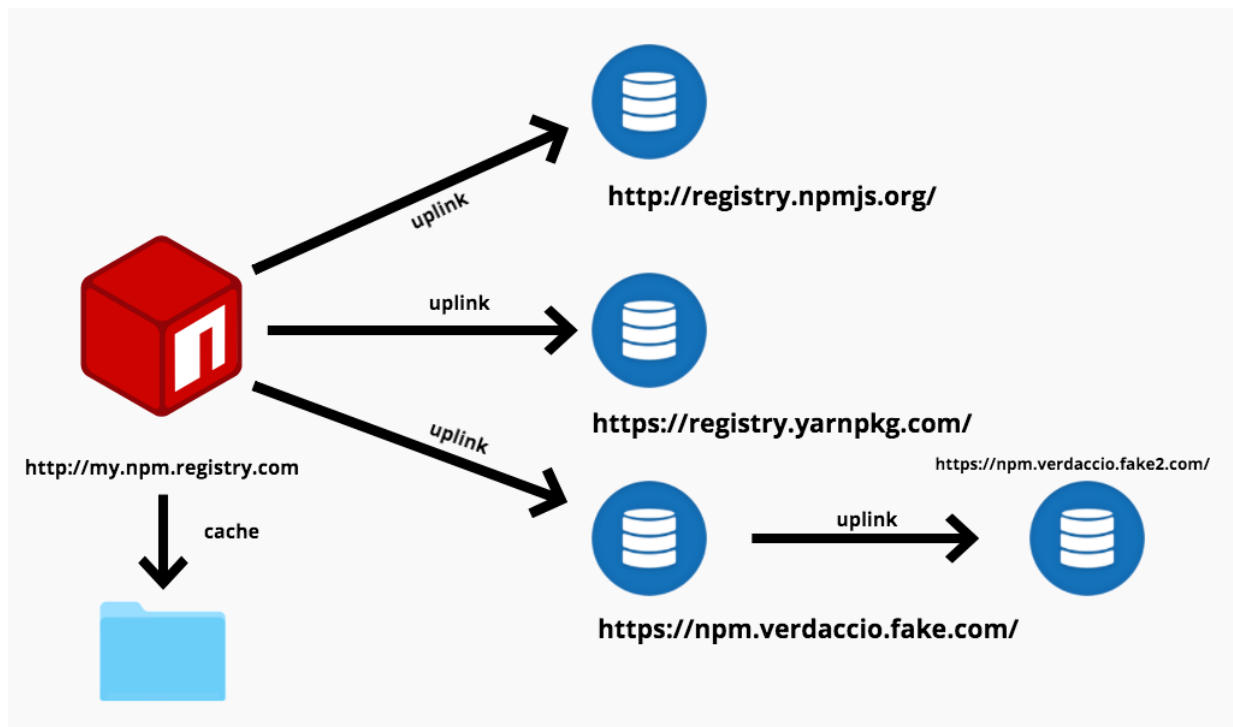 uplink
http://registry.npmjs.org/
uplink
https://registry.yarnpkg.com/
uplink
http://my.npm.registry.com
cache
https://npm.verdaccio.fake2.com/
uplink
https://npm.verdaccio.fake.com/